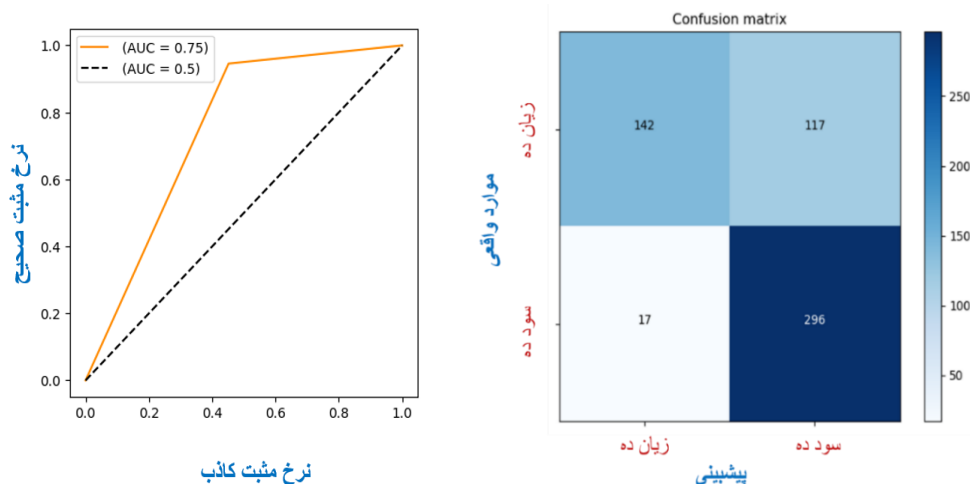 (AUC = 0.75)
(AUC = 0.5)
1.0
0.8
0.6
0.4
0.2
0.0
0.0 0.2 0.4 0.6 0.8 1.0
نرخ مثبت صحیح
نرخ مثبت کاذب
Confusion matrix
زیان ده
سود ده
موارد واقعی
142 117
17 296
زیان ده سود ده
پیشبینی
250
200
150
100
50